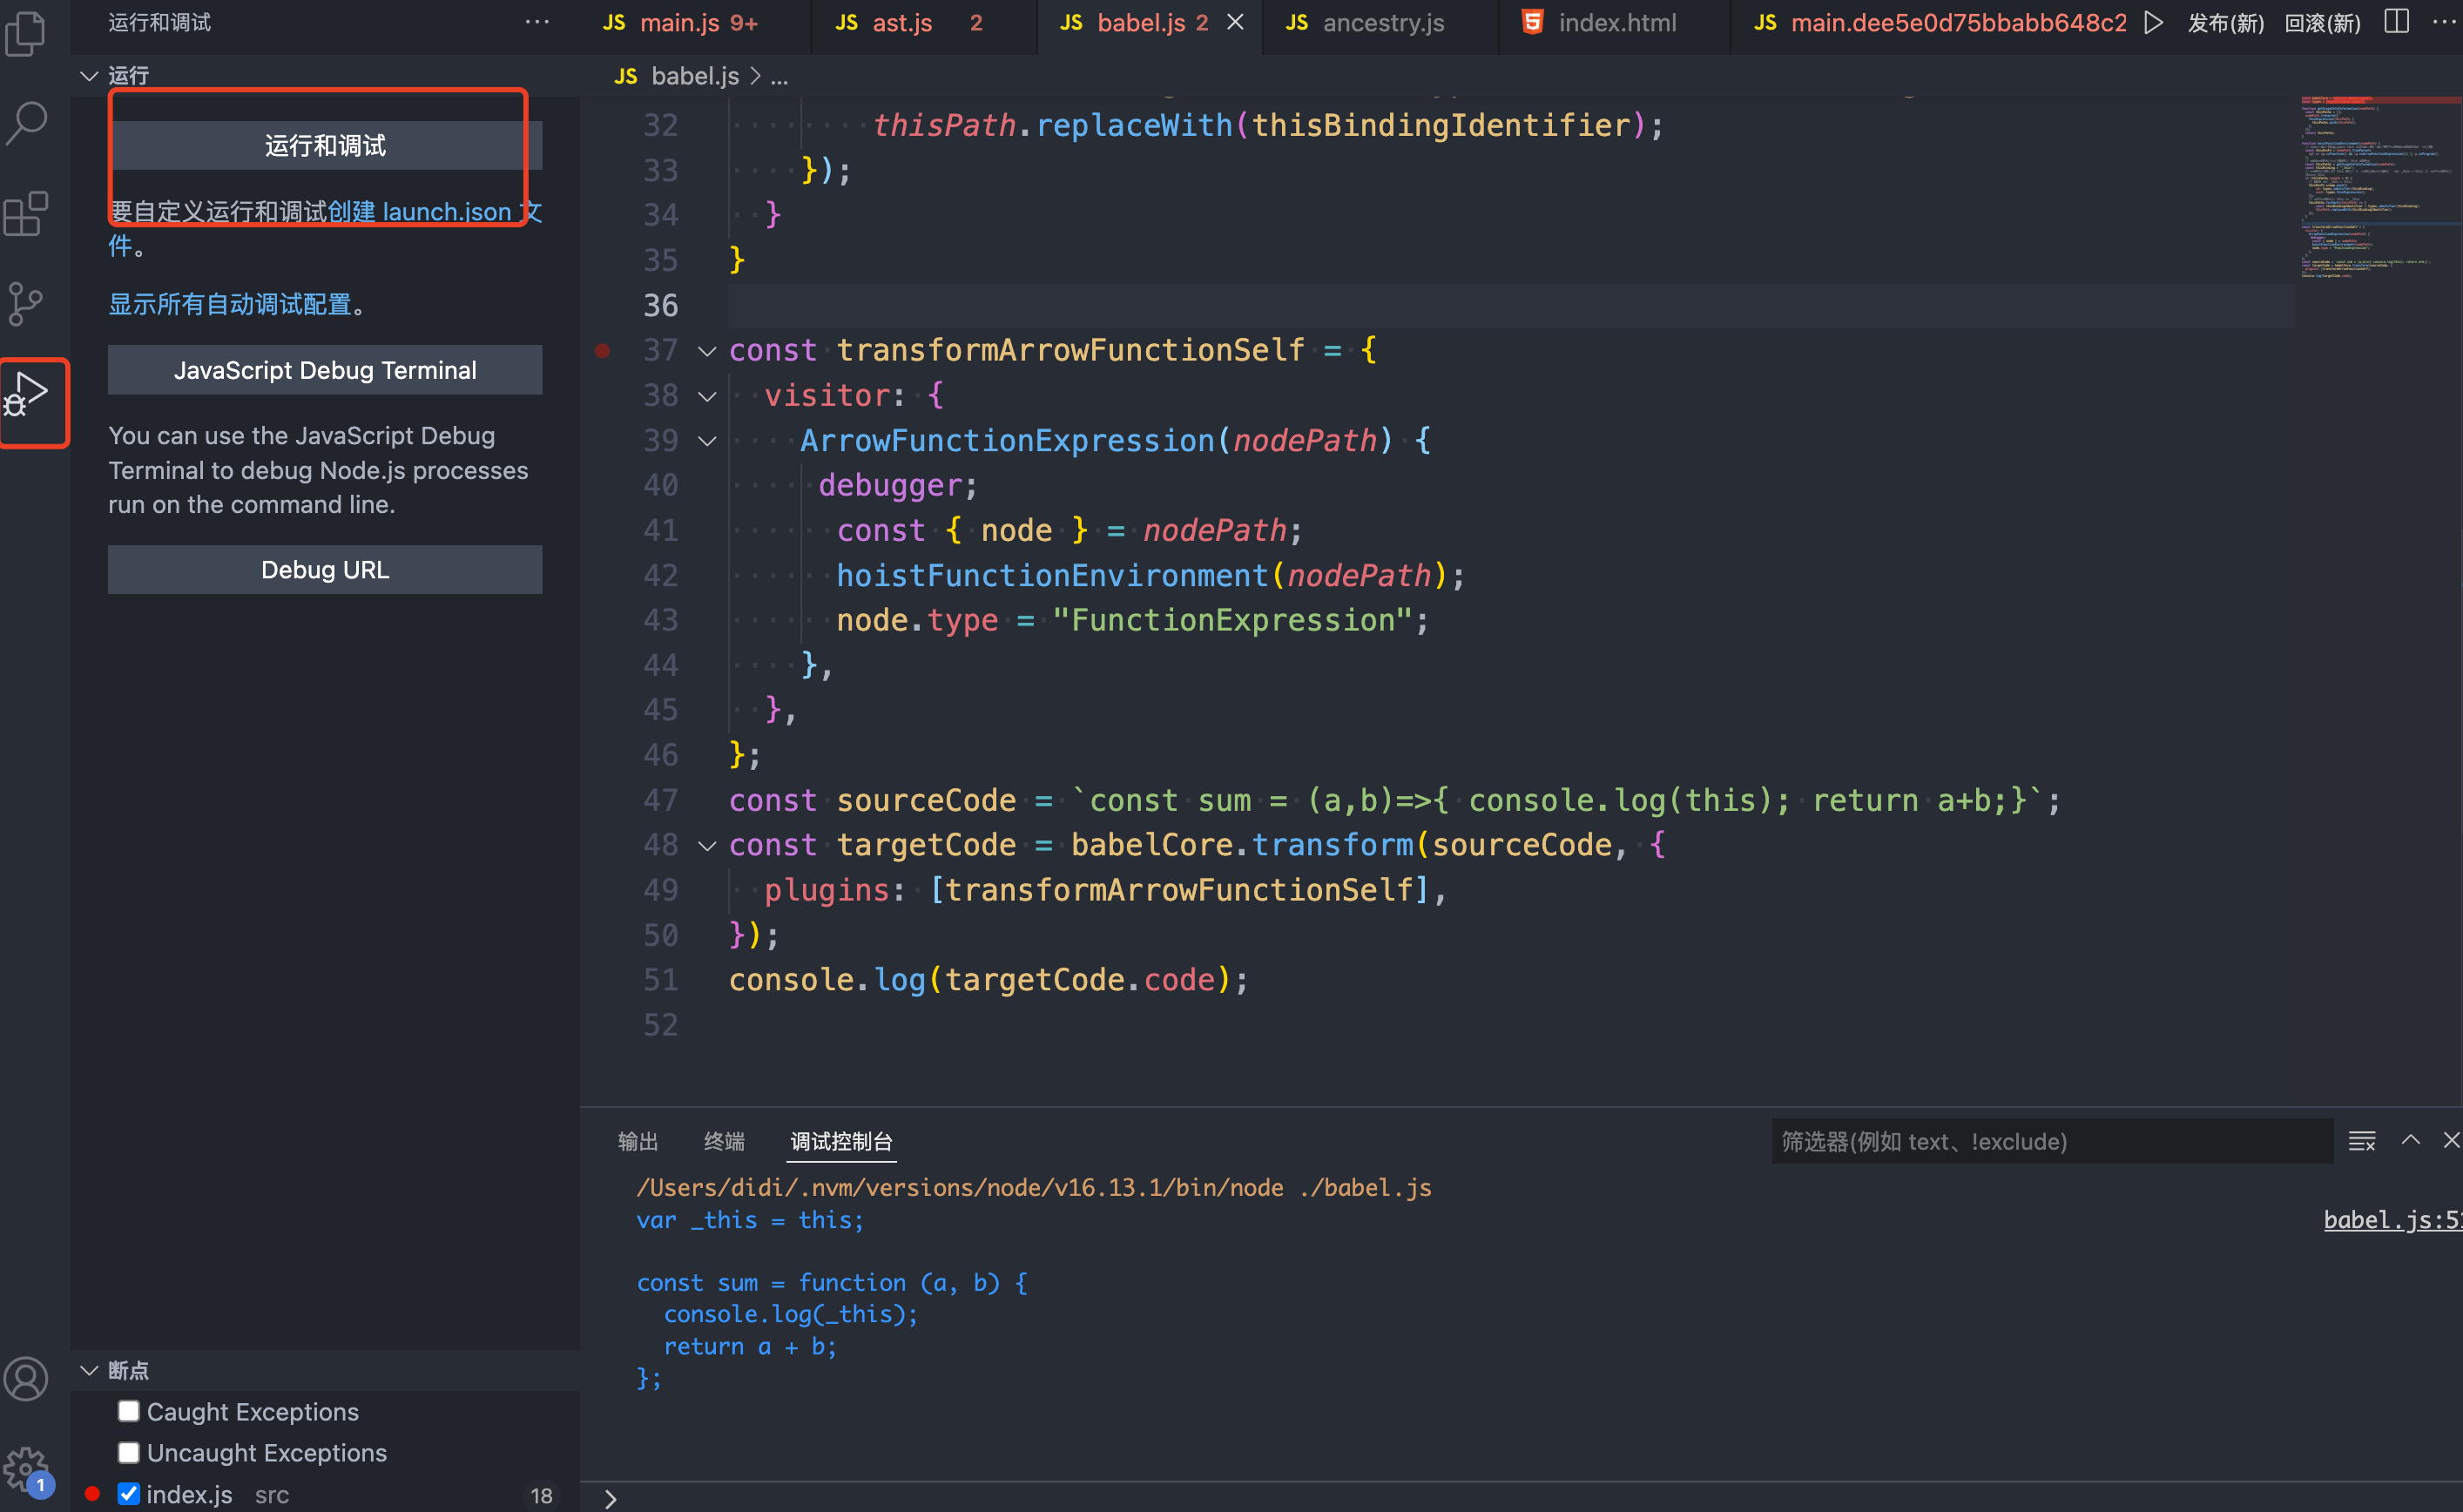 运行和调试 ···
JS main.js 9+
JS ast.js 2
JS babel.js 2
JS ancestry.js
index.html
JS main.dee5e0d75bbabb648c2
发布(新) 回滚(新) ···
运行
运行和调试
要自定义运行和调试创建 launch.json 文
件。
显示所有自动调试配置。
JavaScript Debug Terminal
You can use the JavaScript Debug
Terminal to debug Node.js processes
run on the command line.
Debug URL
断点
Caught Exceptions
Uncaught Exceptions
index.js src 18
1
JS babel.js > ...
32 thisPath.replaceWith(thisBindingIdentifier);
33 });
34 }
35 }
36
37 const transformArrowFunctionSelf = {
38 visitor: {
39 ArrowFunctionExpression(nodePath) {
40 debugger;
41 const { node } = nodePath;
42 hoistFunctionEnvironment(nodePath);
43 node.type = "FunctionExpression";
44 },
45 },
46 };
47 const sourceCode = `const sum = (a,b)=>{ console.log(this); return a+b;}`;
48 const targetCode = babelCore.transform(sourceCode, {
49 plugins: [transformArrowFunctionSelf],
50 });
51 console.log(targetCode.code);
52
输出 终端 调试控制台
筛选器(例如 text、!exclude)
/Users/didi/.nvm/versions/node/v16.13.1/bin/node ./babel.js
var _this = this;
babel.js:51
const sum = function (a, b) {
console.log(_this);
return a + b;
};